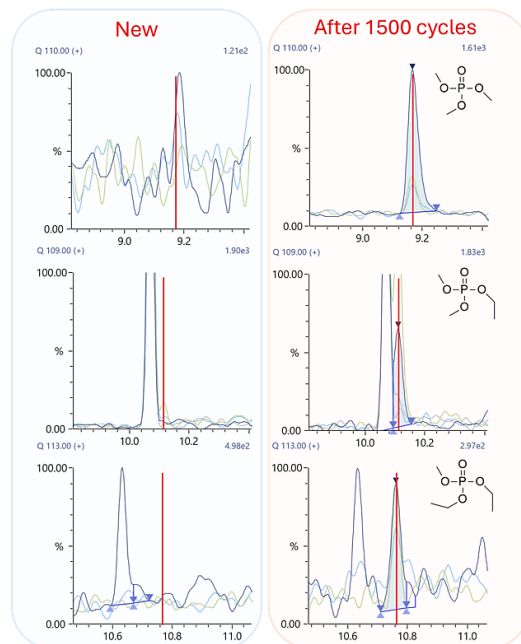 New
After 1500 cycles
Q 110.00 (+) 1.21e2
100.00
%
0.00
9.0 9.2
Q 110.00 (+) 1.61e3
100.00
%
0.00
9.0 9.2
O
O P O
O
Q 109.00 (+) 1.90e3
100.00
%
0.00
10.0 10.2
Q 109.00 (+) 1.83e3
100.00
%
0.00
10.0 10.2
O
O P O
O
Q 113.00 (+) 4.98e2
100.00
%
0.00
10.6 10.8 11.0
Q 113.00 (+) 2.97e2
100.00
%
0.00
10.6 10.8 11.0
O
O P O
O